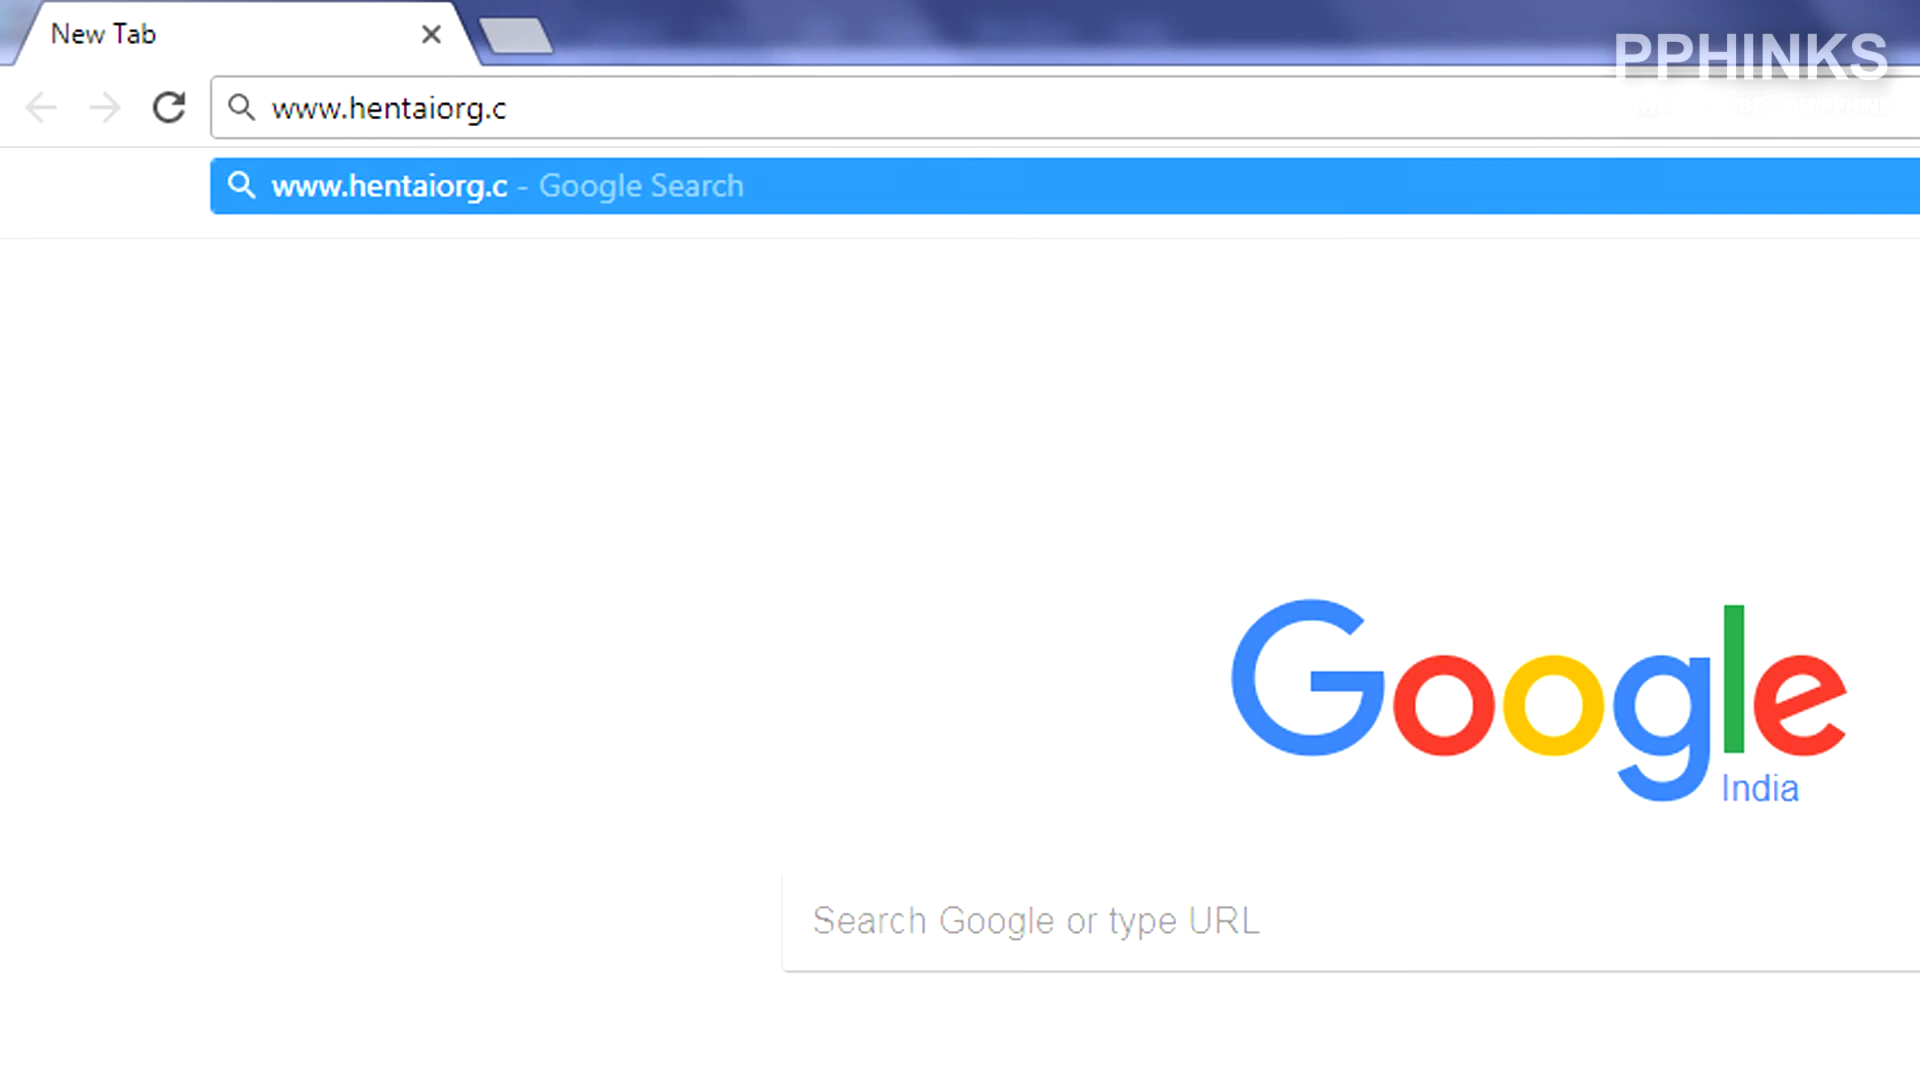 New Tab
PPHINKS
www.hentaiorg.c
www.hentaiorg.c - Google Search
Google
India
Search Google or type URL